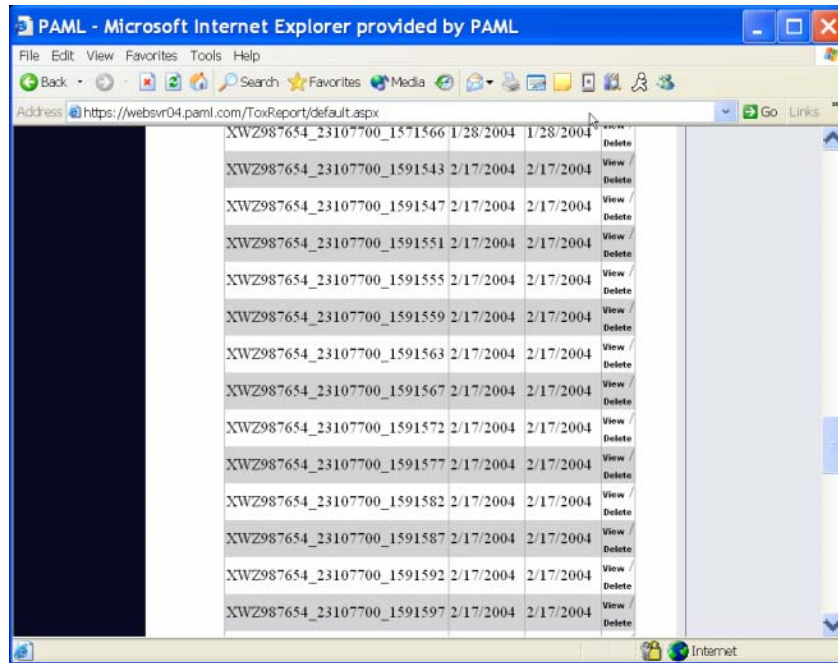 PAML - Microsoft Internet Explorer provided by PAML
File Edit View Favorites Tools Help
Back Search Favorites Media
Address https://websvr04.paml.com/ToxReport/default.aspx Go Links »
XWZ987654_23107700_1571566 1/28/2004 1/28/2004 View /
Delete
XWZ987654_23107700_1591543 2/17/2004 2/17/2004 View /
Delete
XWZ987654_23107700_1591547 2/17/2004 2/17/2004 View /
Delete
XWZ987654_23107700_1591551 2/17/2004 2/17/2004 View /
Delete
XWZ987654_23107700_1591555 2/17/2004 2/17/2004 View /
Delete
XWZ987654_23107700_1591559 2/17/2004 2/17/2004 View /
Delete
XWZ987654_23107700_1591563 2/17/2004 2/17/2004 View /
Delete
XWZ987654_23107700_1591567 2/17/2004 2/17/2004 View /
Delete
XWZ987654_23107700_1591572 2/17/2004 2/17/2004 View /
Delete
XWZ987654_23107700_1591577 2/17/2004 2/17/2004 View /
Delete
XWZ987654_23107700_1591582 2/17/2004 2/17/2004 View /
Delete
XWZ987654_23107700_1591587 2/17/2004 2/17/2004 View /
Delete
XWZ987654_23107700_1591592 2/17/2004 2/17/2004 View /
Delete
XWZ987654_23107700_1591597 2/17/2004 2/17/2004 View /
Delete
Internet